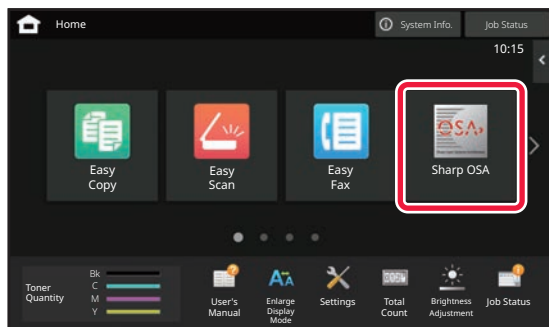 Home
System Info.
Job Status
10:15
Easy
Copy
Easy
Scan
Easy
Fax
OSA
Sharp OSA
Toner
Quantity
Bk
C
M
Y
User's
Manual
Enlarge
Display
Mode
Settings
Total
Count
Brightness
Adjustment
Job Status